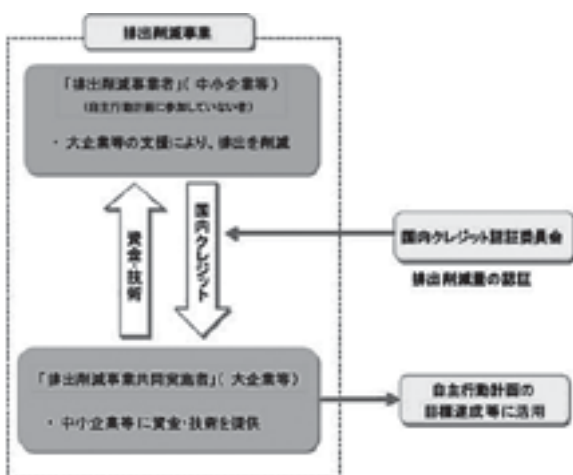 排出削減事業
「排出削減事業者」(中小企業等)
(自主行動計画に参加していない者)
・ 大企業等の支援により、排出を削減
資金・技術
国内クレジット
国内クレジット認証委員会
排出削減量の認証
「排出削減事業共同実施者」(大企業等)
・ 中小企業等に資金・技術を提供
自主行動計画の
目標達成等に活用